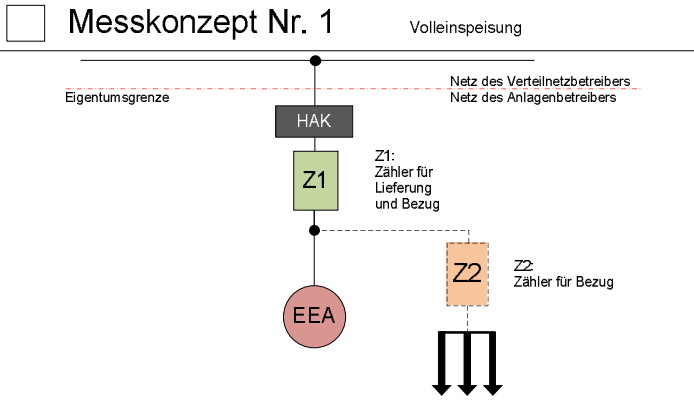 Messkonzept Nr. 1
Volleinspeisung
Netz des Verteilnetzbetreibers
Eigentumsgrenze
Netz des Anlagenbetreibers
HAK
Z1
Z1:
Zähler für
Lieferung
und Bezug
Z2
Z2:
Zähler für Bezug
EEA